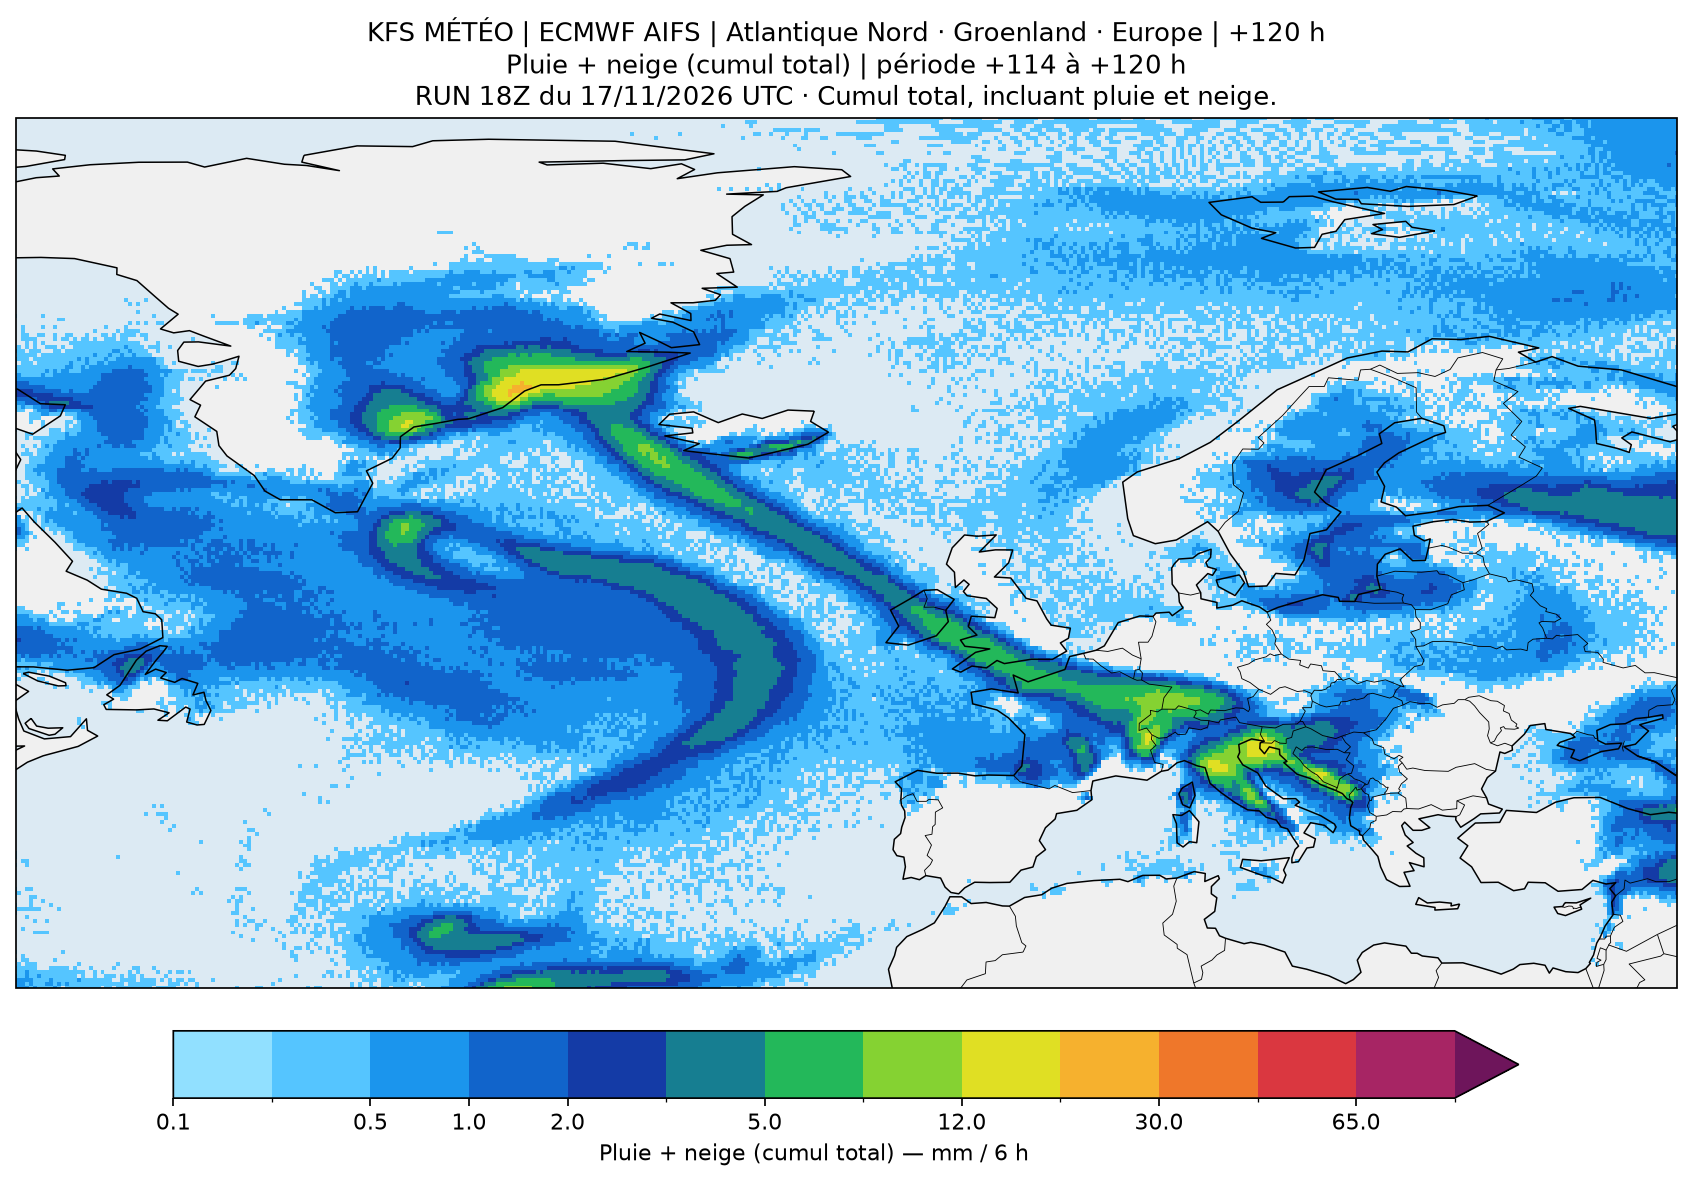 KFS MÉTÉO | ECMWF AIFS | Atlantique Nord · Groenland · Europe | +120 h
Pluie + neige (cumul total) | période +114 à +120 h
RUN 18Z du 17/11/2026 UTC · Cumul total, incluant pluie et neige.
0.1 0.5 1.0 2.0 5.0 12.0 30.0 65.0
Pluie + neige (cumul total) — mm / 6 h